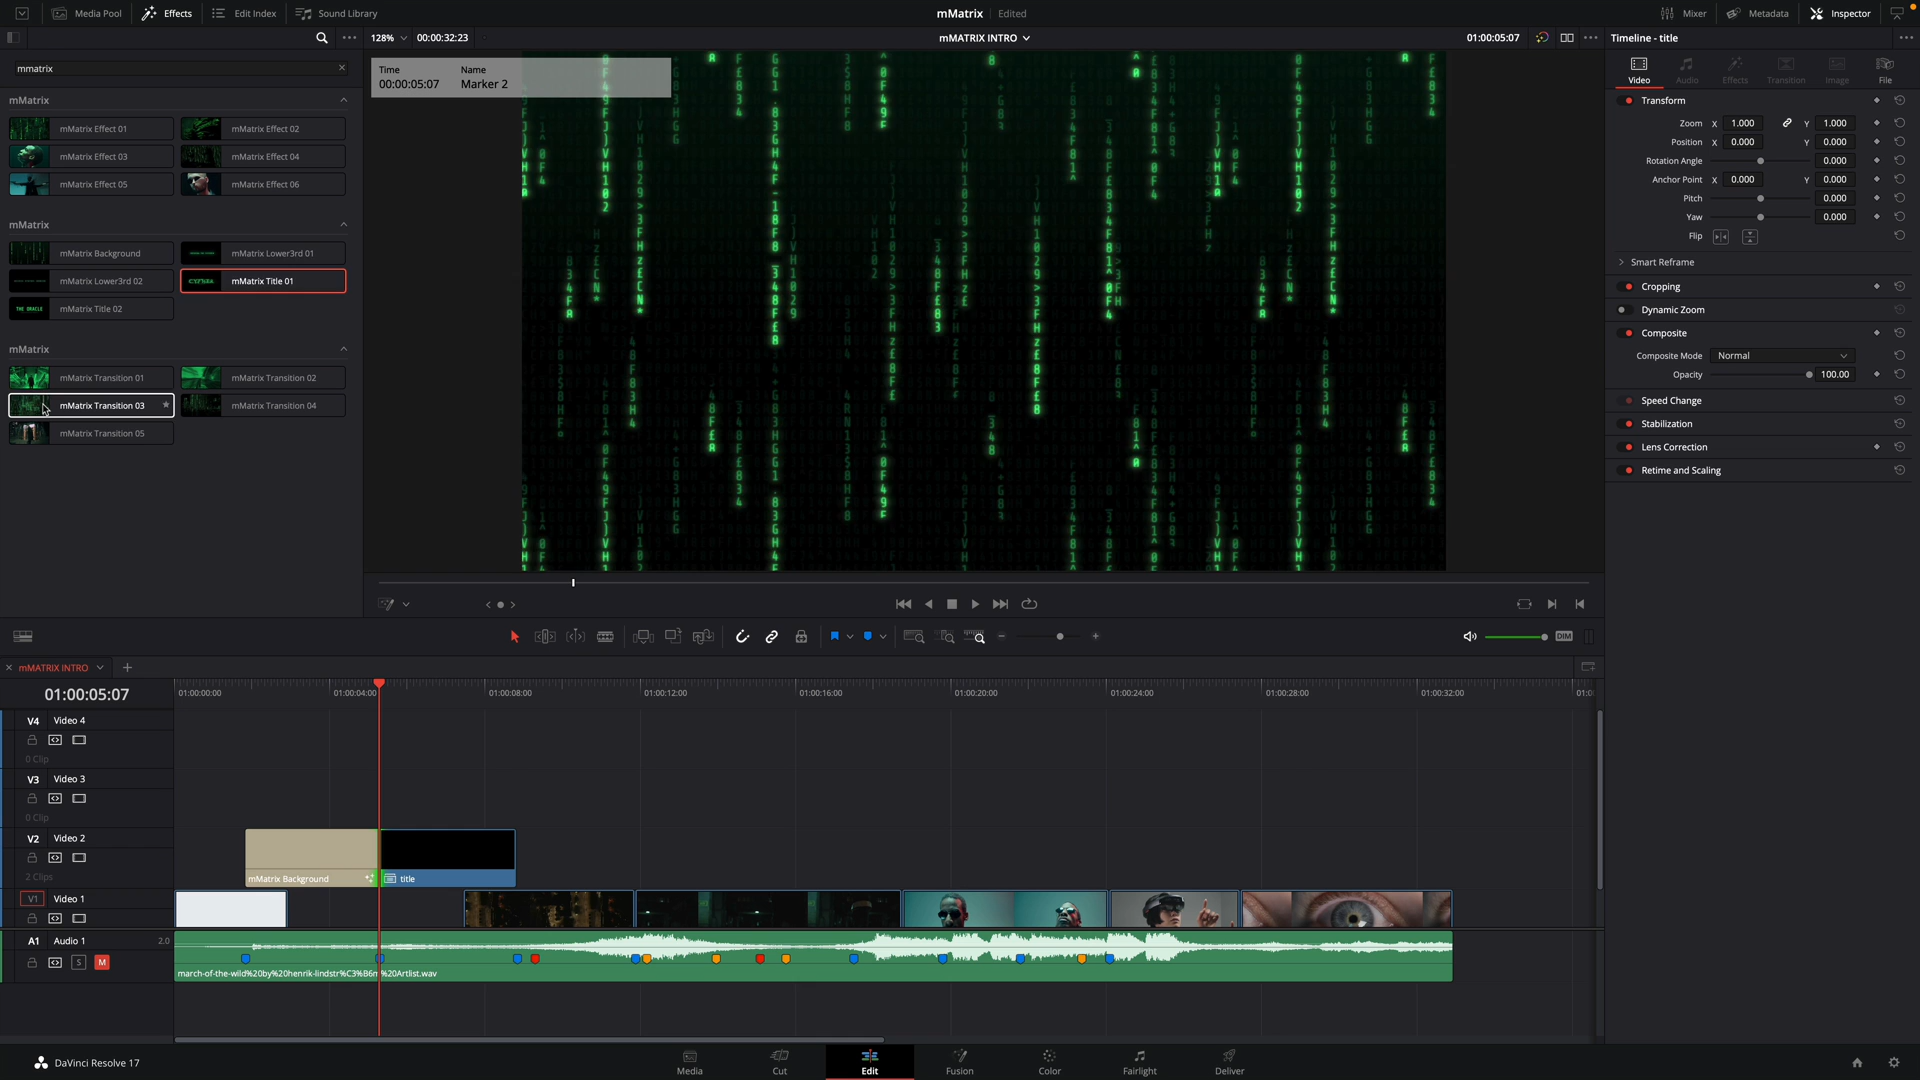 Media Pool
Effects
Edit Index
Sound Library
mMatrix
Edited
Mixer
Metadata
Inspector
128%
00:00:32:23
mMATRIX INTRO
01:00:05:07
Timeline - title
mmatrix
Time
Name
00:00:05:07
Marker 2
Video
Audio
Effects
Transition
Image
File
mMatrix
mMatrix Effect 01
mMatrix Effect 02
mMatrix Effect 03
mMatrix Effect 04
mMatrix Effect 05
mMatrix Effect 06
mMatrix
mMatrix Background
mMatrix Lower3rd 01
mMatrix Lower3rd 02
mMatrix Title 01
THE ORACLE
mMatrix Title 02
mMatrix
mMatrix Transition 01
mMatrix Transition 02
mMatrix Transition 03
mMatrix Transition 04
mMatrix Transition 05
Transform
Zoom X 1.000 Y 1.000
Position X 0.000 Y 0.000
Rotation Angle 0.000
Anchor Point X 0.000 Y 0.000
Pitch 0.000
Yaw 0.000
Flip
Smart Reframe
Cropping
Dynamic Zoom
Composite
Composite Mode Normal
Opacity 100.00
Speed Change
Stabilization
Lens Correction
Retime and Scaling
DIM
mMATRIX INTRO
01:00:05:07
01:00:00:00
01:00:04:00
01:00:08:00
01:00:12:00
01:00:16:00
01:00:20:00
01:00:24:00
01:00:28:00
01:00:32:00
V4 Video 4
0 Clip
V3 Video 3
0 Clip
V2 Video 2
2 Clips
mMatrix Background
title
V1 Video 1
A1 Audio 1 2.0
S M
march-of-the-wild%20by%20henrik-lindstr%C3%B6m%20Artlist.wav
DaVinci Resolve 17
Media
Cut
Edit
Fusion
Color
Fairlight
Deliver